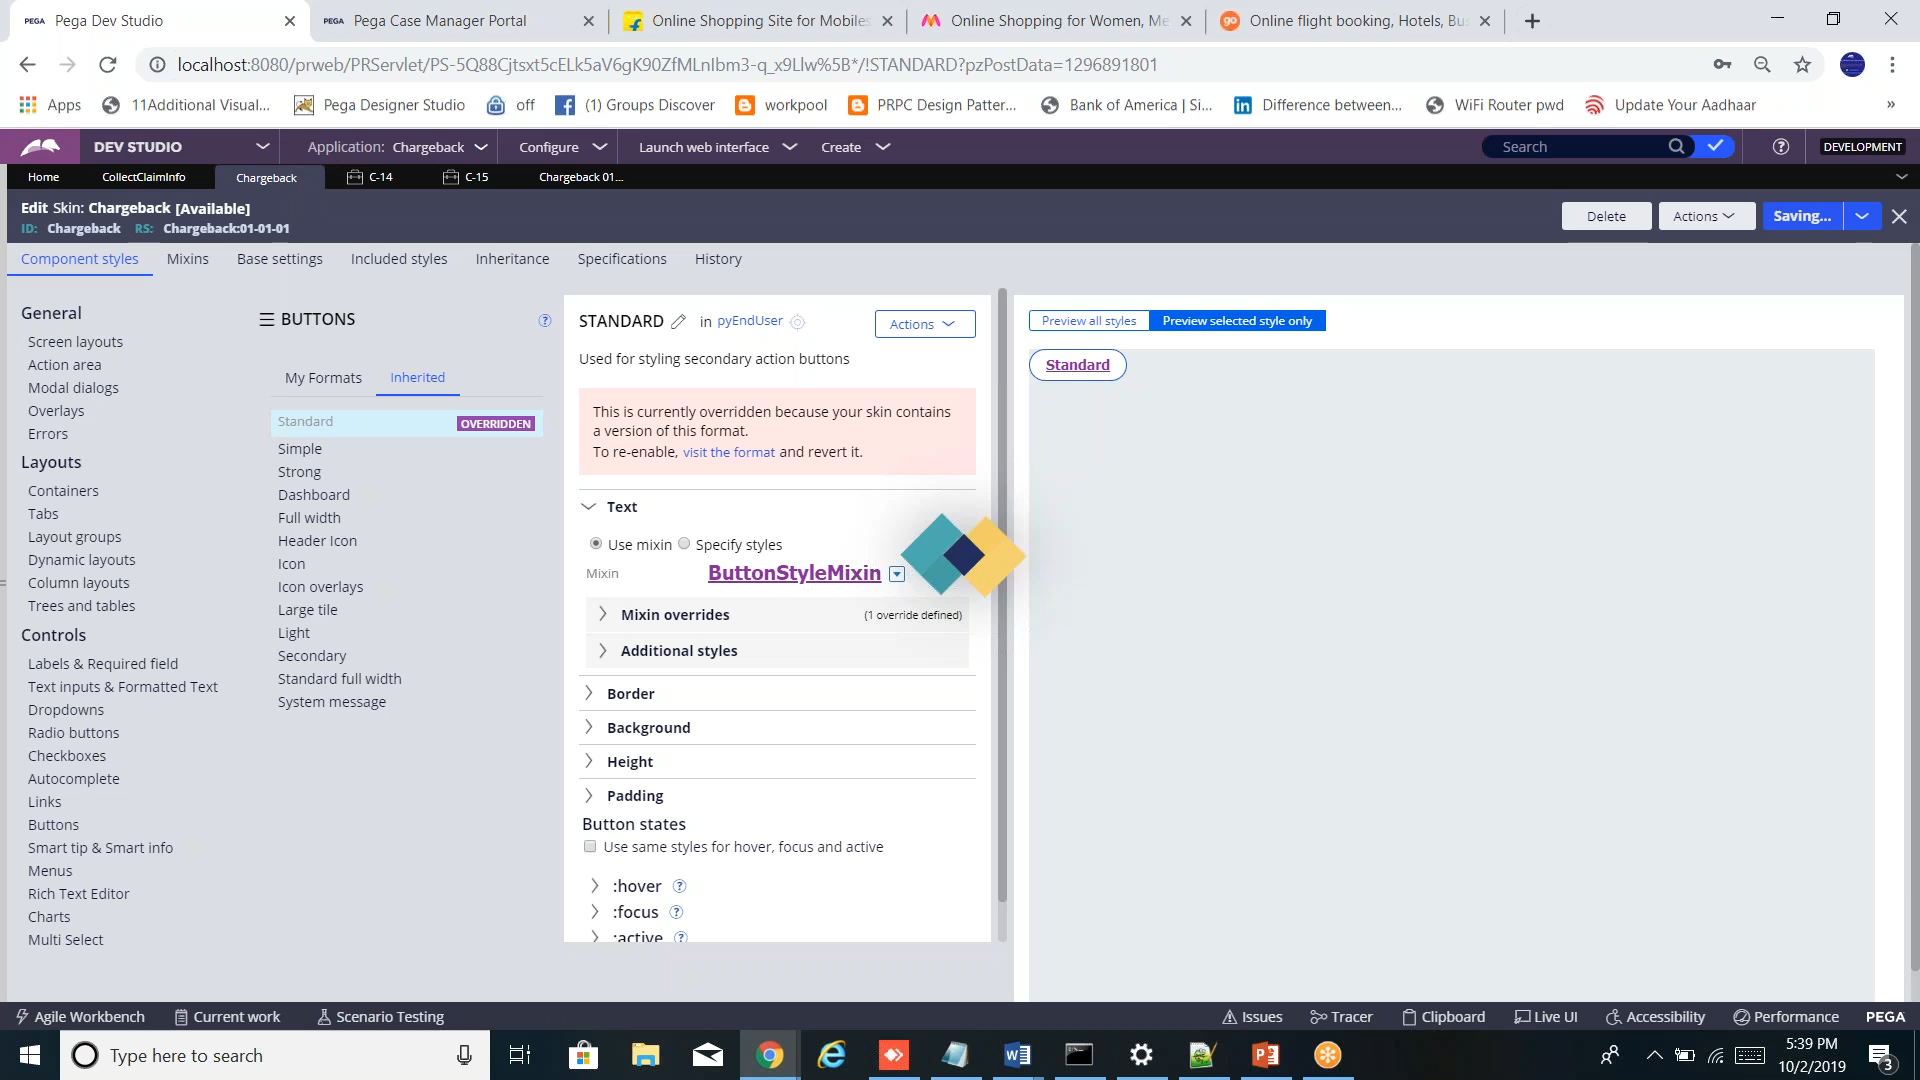 PEGA Pega Dev Studio
PEGA Pega Case Manager Portal
Online Shopping Site for Mobiles
Online Shopping for Women, Me
go Online flight booking, Hotels, Bu
localhost:8080/prweb/PRServlet/PS-5Q88Cjtsxt5cELk5aV6gK90ZfMLnIbm3-q_x9Llw%5B*/!STANDARD?pzPostData=1296891801
Apps 11Additional Visual... Pega Designer Studio off (1) Groups Discover workpool PRPC Design Patter... Bank of America | Si... Difference between... WiFi Router pwd Update Your Aadhaar »
DEV STUDIO Application: Chargeback Configure Launch web interface Create Search DEVELOPMENT
Home CollectClaimInfo Chargeback C-14 C-15 Chargeback 01...
Edit Skin: Chargeback [Available]
ID: Chargeback RS: Chargeback:01-01-01
Delete Actions Saving...
Component styles Mixins Base settings Included styles Inheritance Specifications History
General
Screen layouts
Action area
Modal dialogs
Overlays
Errors
Layouts
Containers
Tabs
Layout groups
Dynamic layouts
Column layouts
Trees and tables
Controls
Labels & Required field
Text inputs & Formatted Text
Dropdowns
Radio buttons
Checkboxes
Autocomplete
Links
Buttons
Smart tip & Smart info
Menus
Rich Text Editor
Charts
Multi Select
BUTTONS ?
My Formats Inherited
Standard OVERRIDDEN
Simple
Strong
Dashboard
Full width
Header Icon
Icon
Icon overlays
Large tile
Light
Secondary
Standard full width
System message
STANDARD in pyEndUser Actions
Used for styling secondary action buttons
This is currently overridden because your skin contains
a version of this format.
To re-enable, visit the format and revert it.
Text
Use mixin Specify styles
Mixin ButtonStyleMixin
Mixin overrides (1 override defined)
Additional styles
Border
Background
Height
Padding
Button states
Use same styles for hover, focus and active
:hover ?
:focus ?
:active ?
Preview all styles Preview selected style only
Standard
Agile Workbench Current work Scenario Testing Issues Tracer Clipboard Live UI Accessibility Performance PEGA
Type here to search
5:39 PM
10/2/2019
3